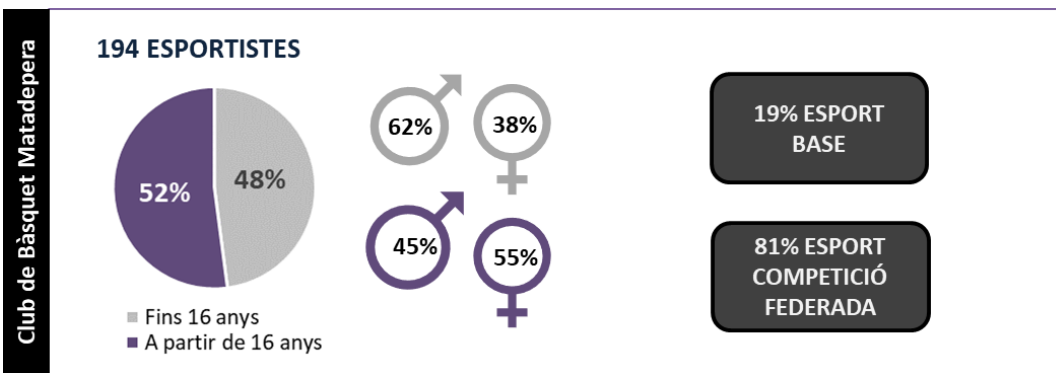 Club de Bàsquet Matadepera
194 ESPORTISTES
52%
48%
Fins 16 anys
A partir de 16 anys
62%
38%
45%
55%
19% ESPORT
BASE
81% ESPORT
COMPETICIÓ
FEDERADA